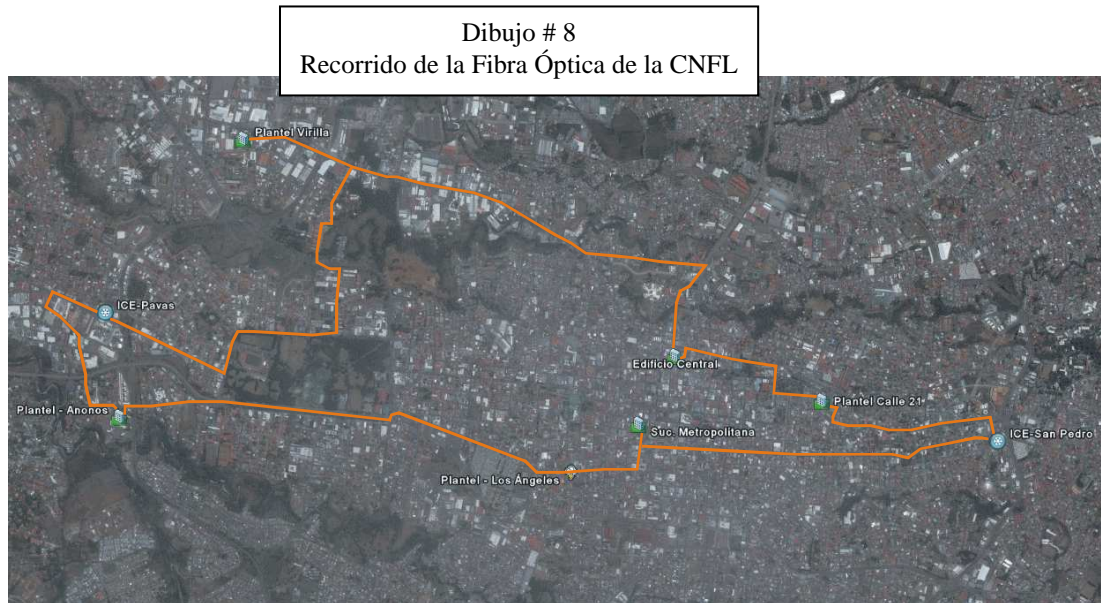 Dibujo # 8
Recorrido de la Fibra Óptica de la CNFL
Plantel Virilla
ICE-Pavas
Edificio Central
Plantel - Anonos
Plantel Calle 21
Suc. Metropolitana
ICE-San Pedro
Plantel - Los Ángeles